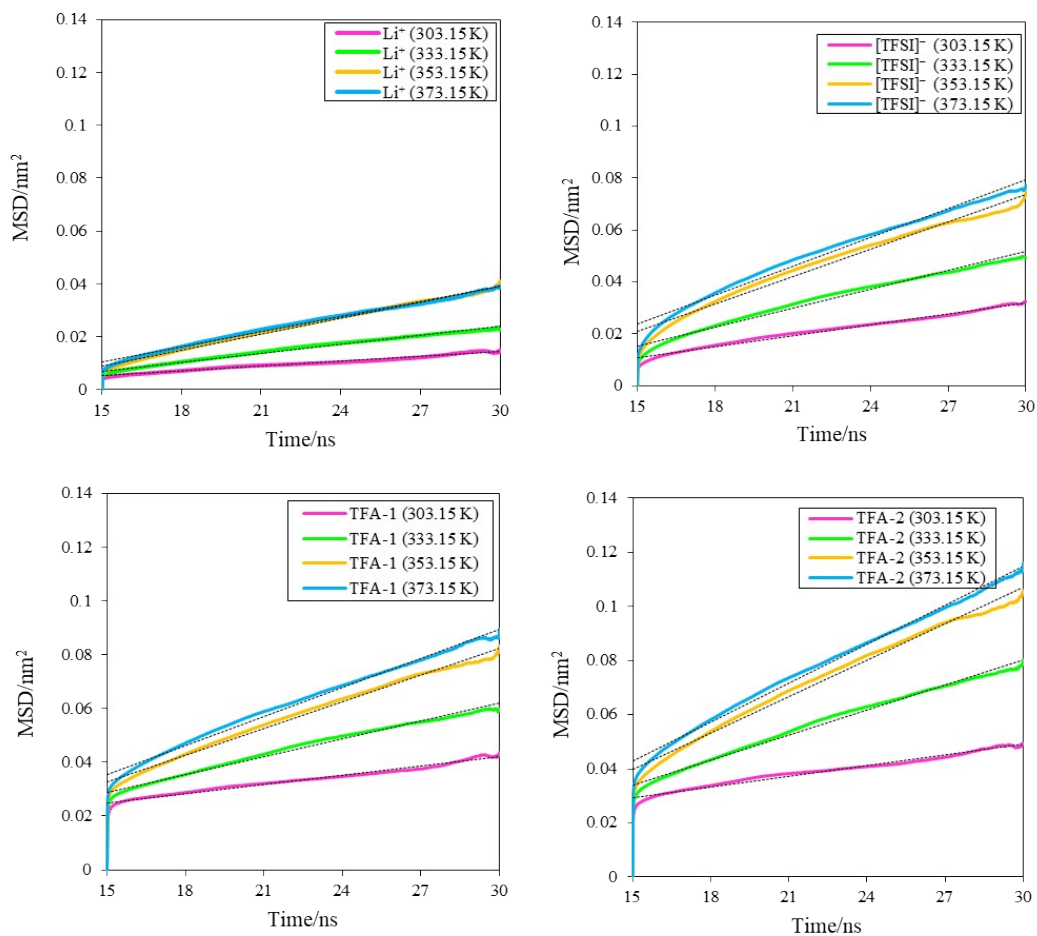 0.14
0.12
0.1
0.08
0.06
0.04
0.02
0
MSD/nm²
15
18
21
24
27
30
Time/ns
Li⁺ (303.15 K)
Li⁺ (333.15 K)
Li⁺ (353.15 K)
Li⁺ (373.15 K)
0.14
0.12
0.1
0.08
0.06
0.04
0.02
0
MSD/nm²
15
18
21
24
27
30
Time/ns
[TFSI]⁻ (303.15 K)
[TFSI]⁻ (333.15 K)
[TFSI]⁻ (353.15 K)
[TFSI]⁻ (373.15 K)
0.14
0.12
0.1
0.08
0.06
0.04
0.02
0
MSD/nm²
15
18
21
24
27
30
Time/ns
TFA-1 (303.15 K)
TFA-1 (333.15 K)
TFA-1 (353.15 K)
TFA-1 (373.15 K)
0.14
0.12
0.1
0.08
0.06
0.04
0.02
0
MSD/nm²
15
18
21
24
27
30
Time/ns
TFA-2 (303.15 K)
TFA-2 (333.15 K)
TFA-2 (353.15 K)
TFA-2 (373.15 K)